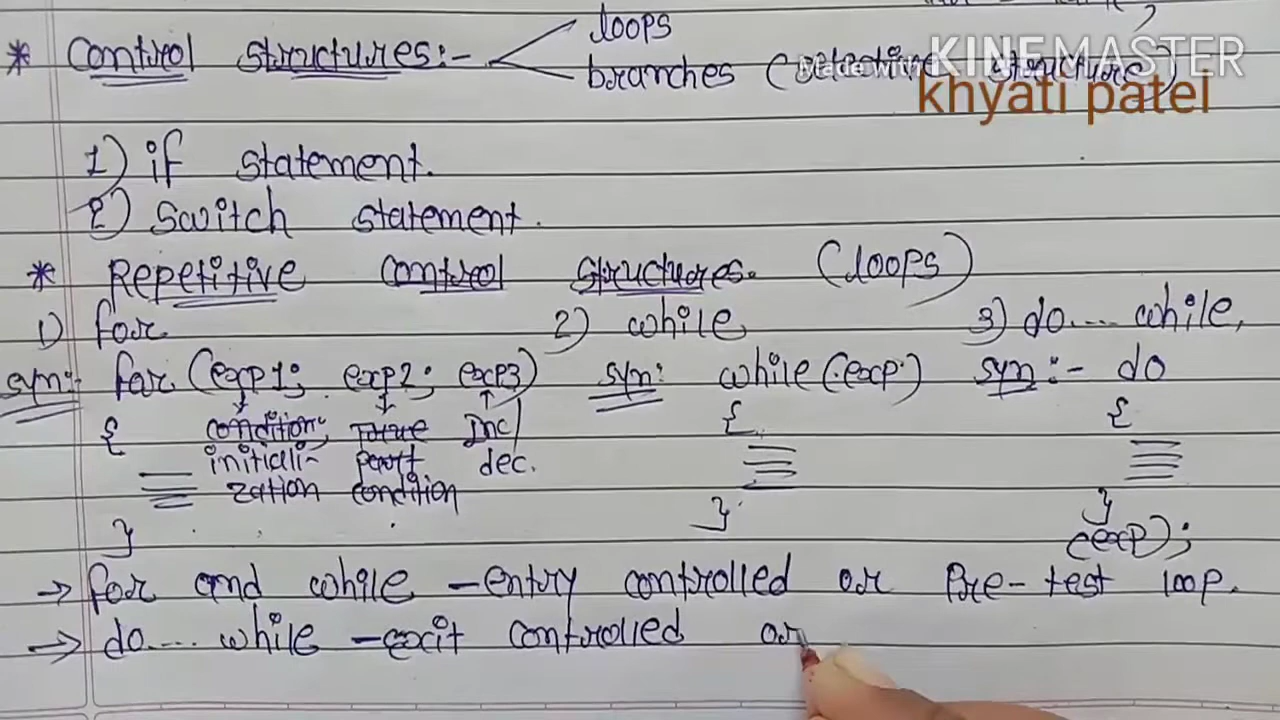 loops
* Control structures:-
branches (selective structure)
Made with KINEMASTER
khyati patel
1) if statement.
2) Switch statement.
* Repetitive control structures. (loops)
1) for 2) while, 3) do.... while,
syn:- for (exp1; exp2; exp3) syn: while (exp) syn:- do
{ condition, True Inc/ { {
initiali- part dec.
zation condition
} } }
(exp);
→ for and while - entry controlled or Pre-test loop.
→ do.... while - exit controlled or